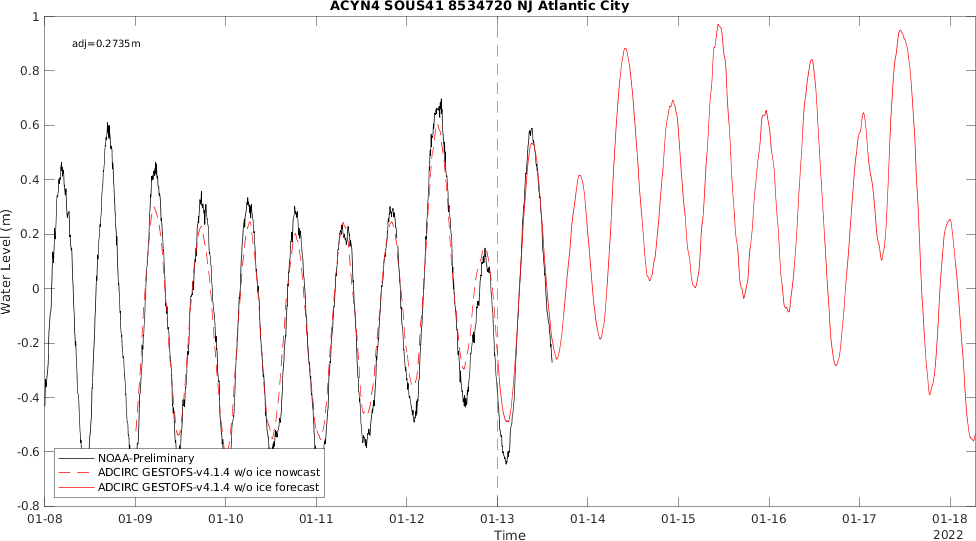 ACYN4 SOUS41 8534720 NJ Atlantic City
adj=0.2735m
Water Level (m)
1
0.8
0.6
0.4
0.2
0
-0.2
-0.4
-0.6
-0.8
NOAA-Preliminary
ADCIRC GESTOFS-v4.1.4 w/o ice nowcast
ADCIRC GESTOFS-v4.1.4 w/o ice forecast
01-08 01-09 01-10 01-11 01-12 01-13 01-14 01-15 01-16 01-17 01-18
Time
2022